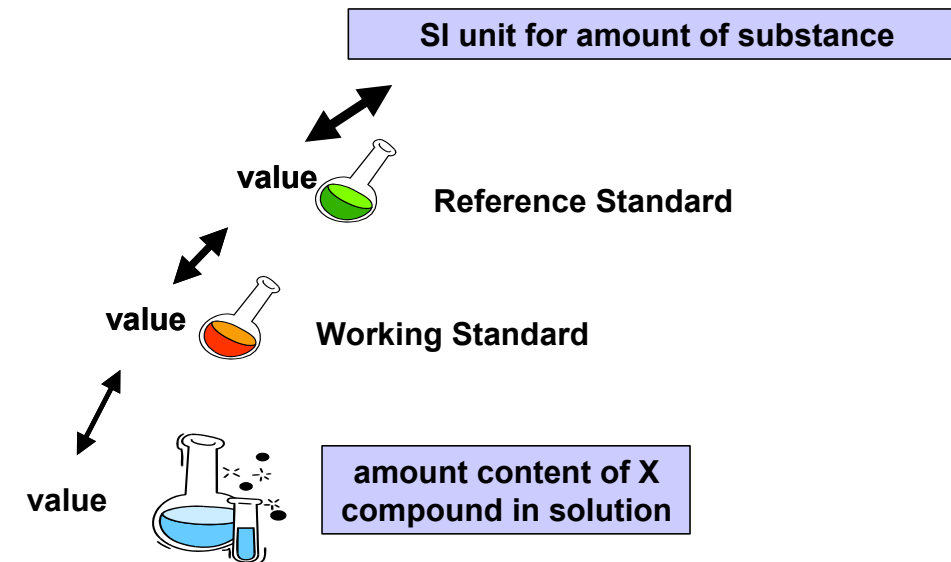 SI unit for amount of substance
value
Reference Standard
value
Working Standard
value
amount content of X
compound in solution